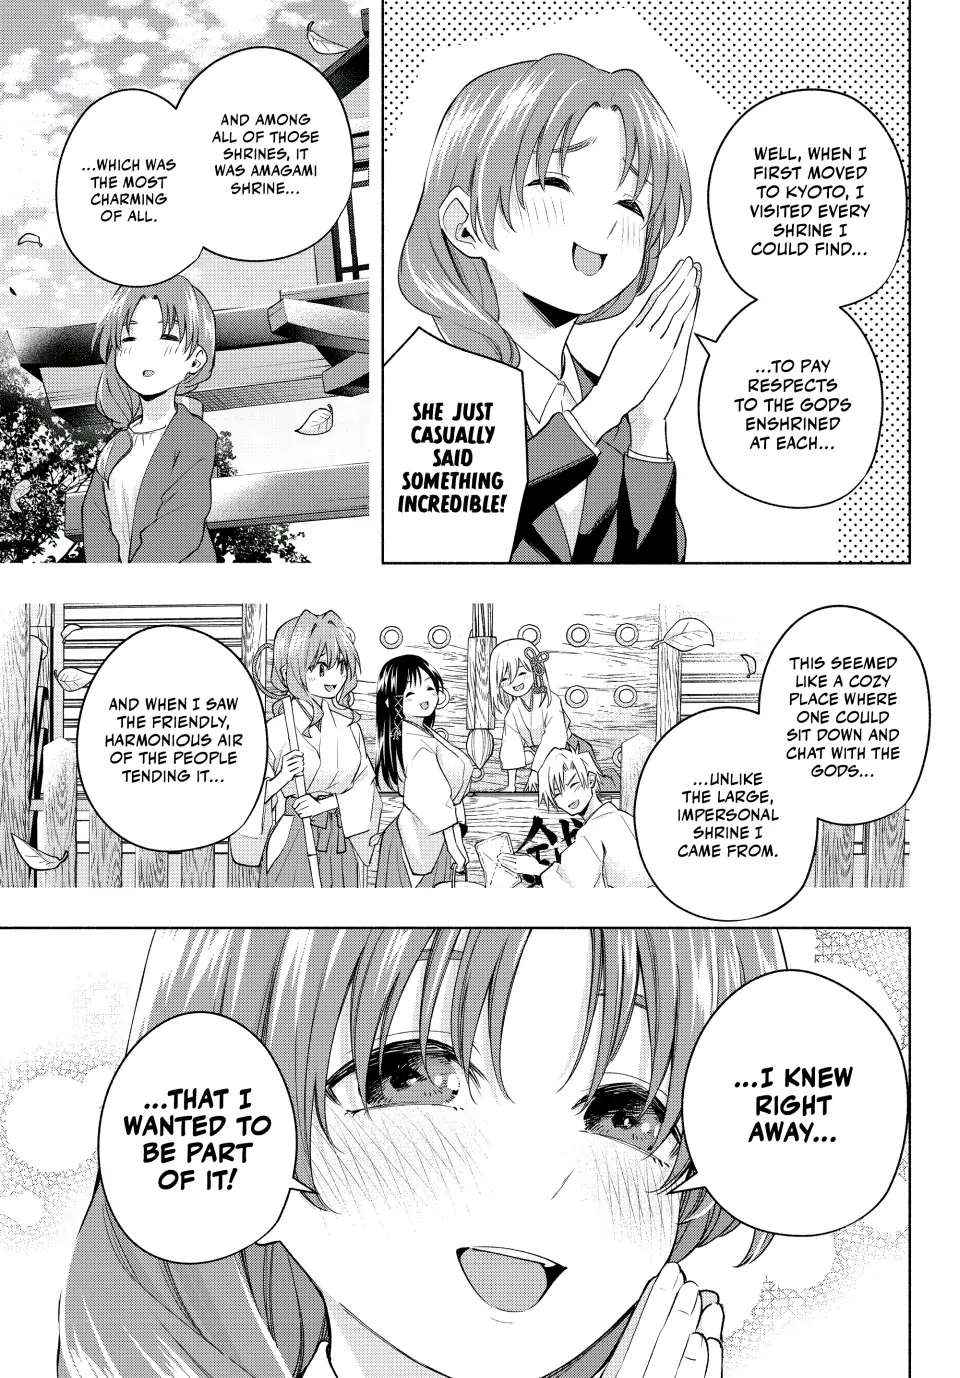 WELL, WHEN I
FIRST MOVED
TO KYOTO, I
VISITED EVERY
SHRINE I
COULD FIND...
...TO PAY
RESPECTS
TO THE GODS
ENSHRINED
AT EACH...
SHE JUST
CASUALLY
SAID
SOMETHING
INCREDIBLE!
AND AMONG
ALL OF THOSE
SHRINES, IT
WAS AMAGAMI
SHRINE...
...WHICH WAS
THE MOST
CHARMING
OF ALL.
THIS SEEMED
LIKE A COZY
PLACE WHERE
ONE COULD
SIT DOWN AND
CHAT WITH THE
GODS...
...UNLIKE
THE LARGE,
IMPERSONAL
SHRINE I
CAME FROM.
AND WHEN I SAW
THE FRIENDLY,
HARMONIOUS AIR
OF THE PEOPLE
TENDING IT...
...I KNEW
RIGHT
AWAY...
...THAT I
WANTED TO
BE PART
OF IT!